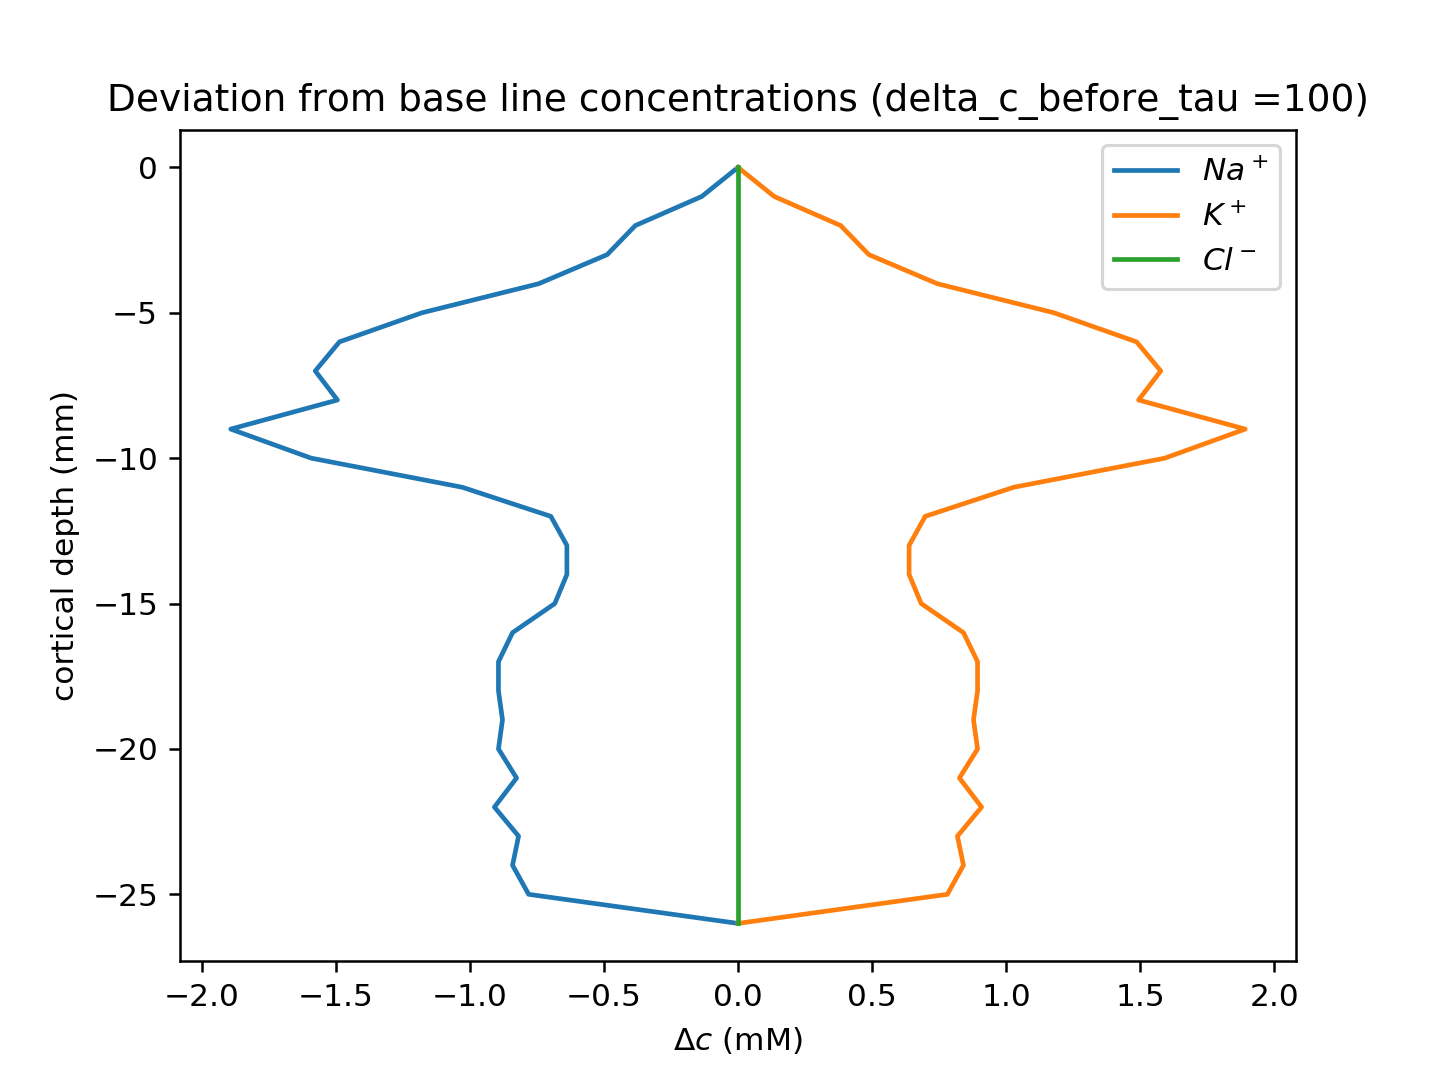 Deviation from base line concentrations (delta_c_before_tau =100)
Na⁺
K⁺
Cl⁻
cortical depth (mm)
0
−5
−10
−15
−20
−25
−2.0 −1.5 −1.0 −0.5 0.0 0.5 1.0 1.5 2.0
Δc (mM)